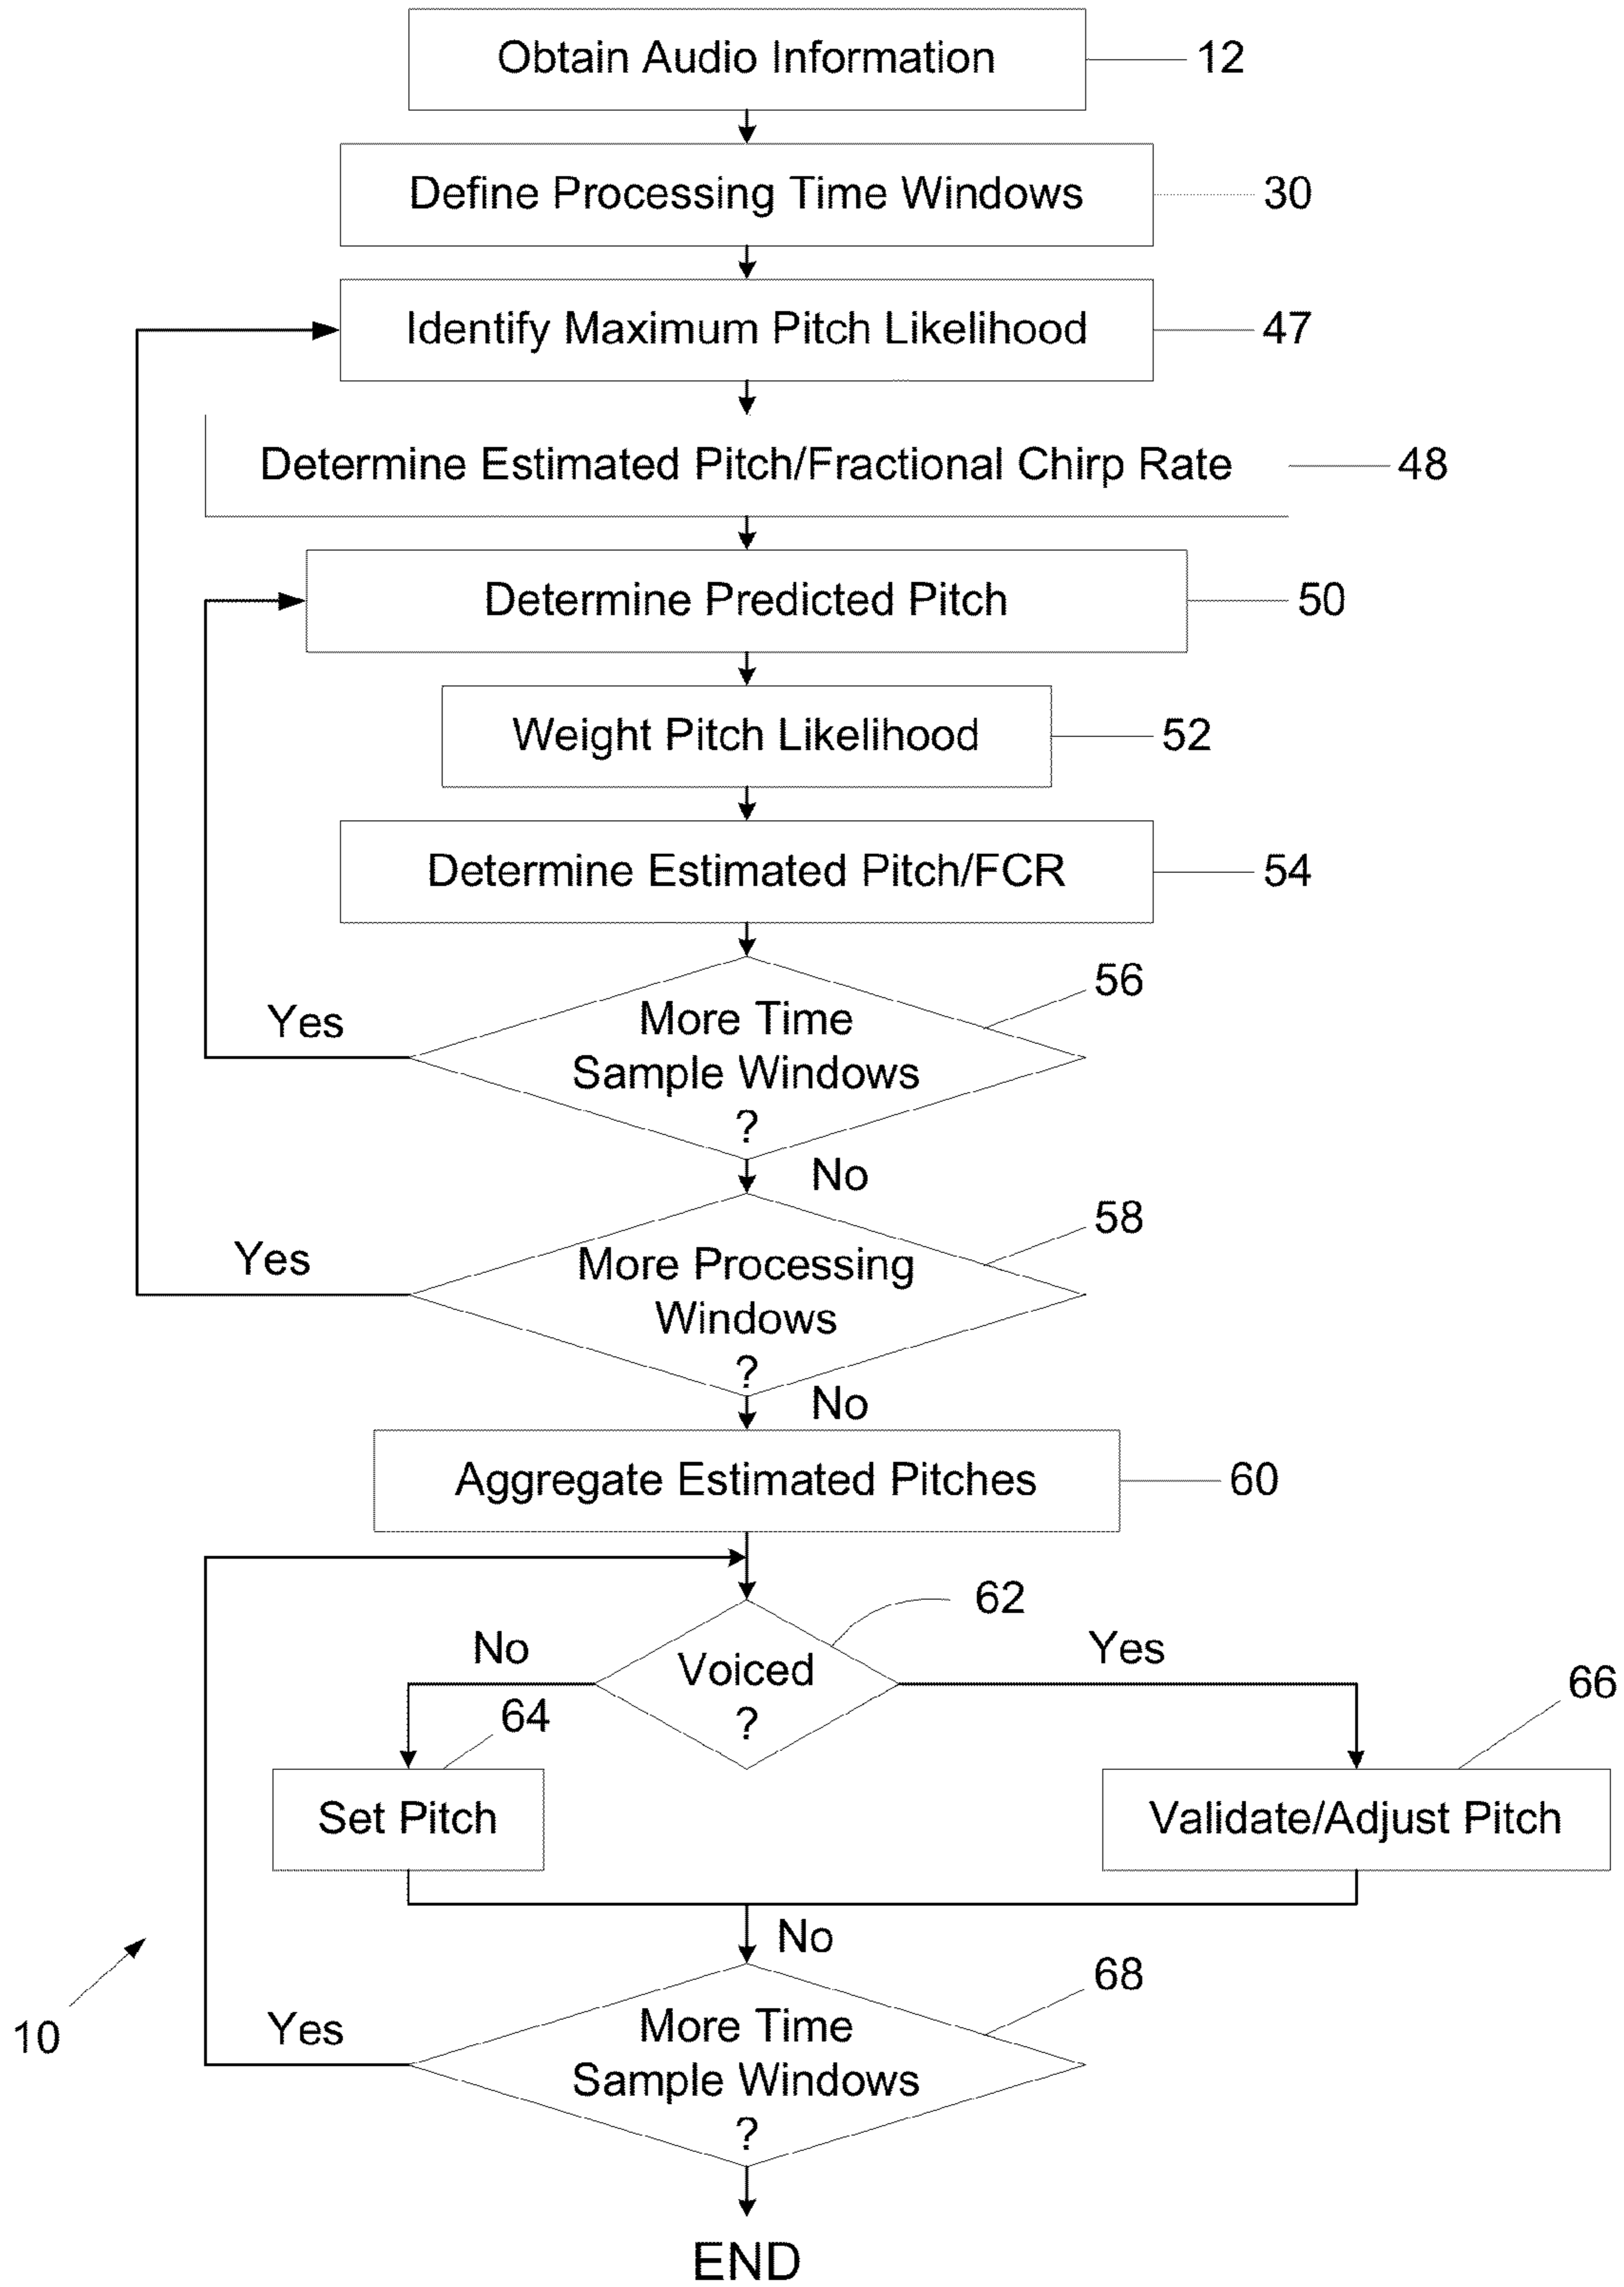 Obtain Audio Information
12
Define Processing Time Windows
30
Identify Maximum Pitch Likelihood
47
Determine Estimated Pitch/Fractional Chirp Rate
48
Determine Predicted Pitch
50
Weight Pitch Likelihood
52
Determine Estimated Pitch/FCR
54
56
Yes
More Time
Sample Windows
?
No
58
Yes
More Processing
Windows
?
No
Aggregate Estimated Pitches
60
62
No
Voiced
?
Yes
64
66
Set Pitch
Validate/Adjust Pitch
No
68
10
Yes
More Time
Sample Windows
?
END